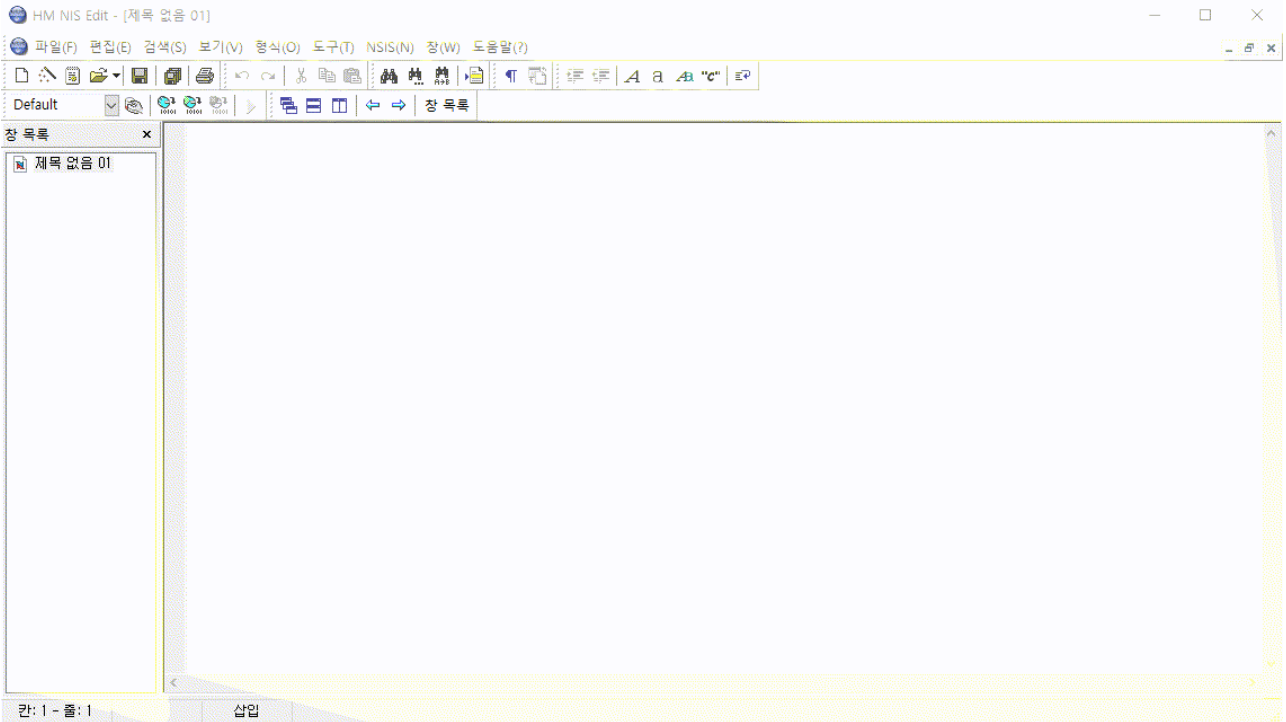 HM NIS Edit - [제목 없음 01]
파일(F) 편집(E) 검색(S) 보기(V) 형식(O) 도구(T) NSIS(N) 창(W) 도움말(?)
A a Aa "c"
Default 창 목록
창 목록
제목 없음 01
칸: 1 - 줄: 1 삽입